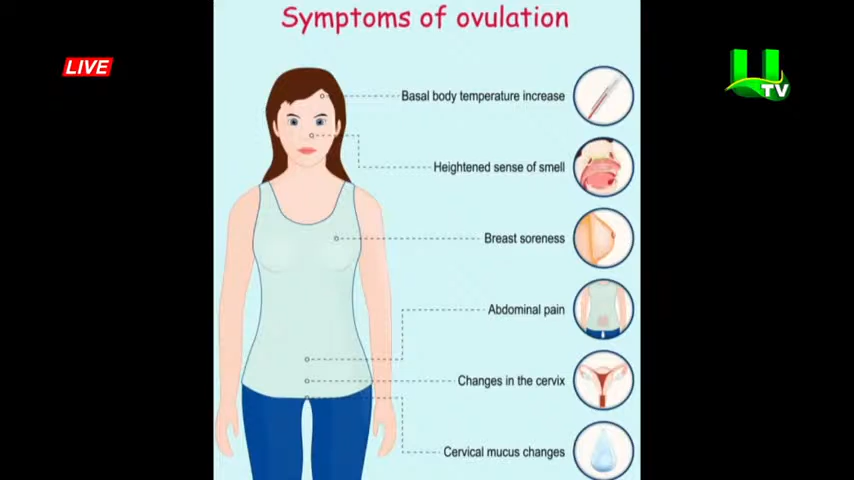 Symptoms of ovulation
LIVE
U
TV
Basal body temperature increase
Heightened sense of smell
Breast soreness
Abdominal pain
Changes in the cervix
Cervical mucus changes